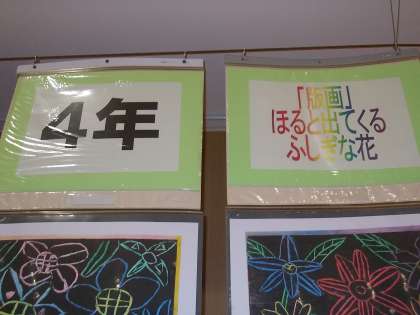 4年
「版画」
ほると出てくる
ふしぎな花